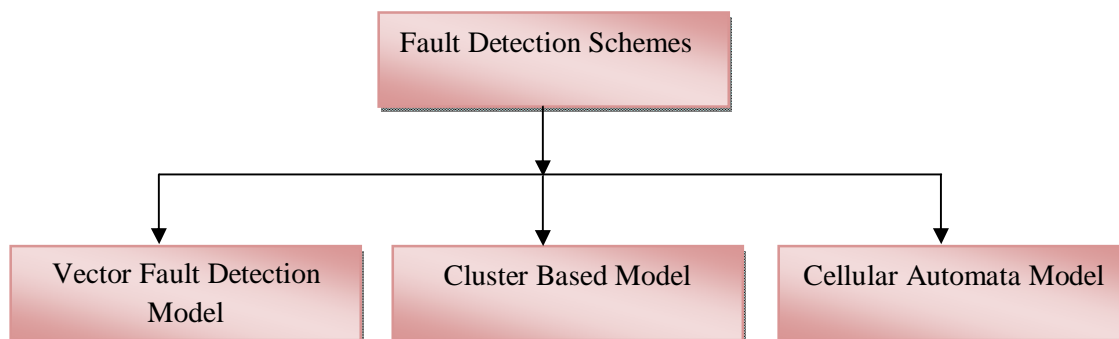 Fault Detection Schemes
Vector Fault Detection
Model
Cluster Based Model
Cellular Automata Model